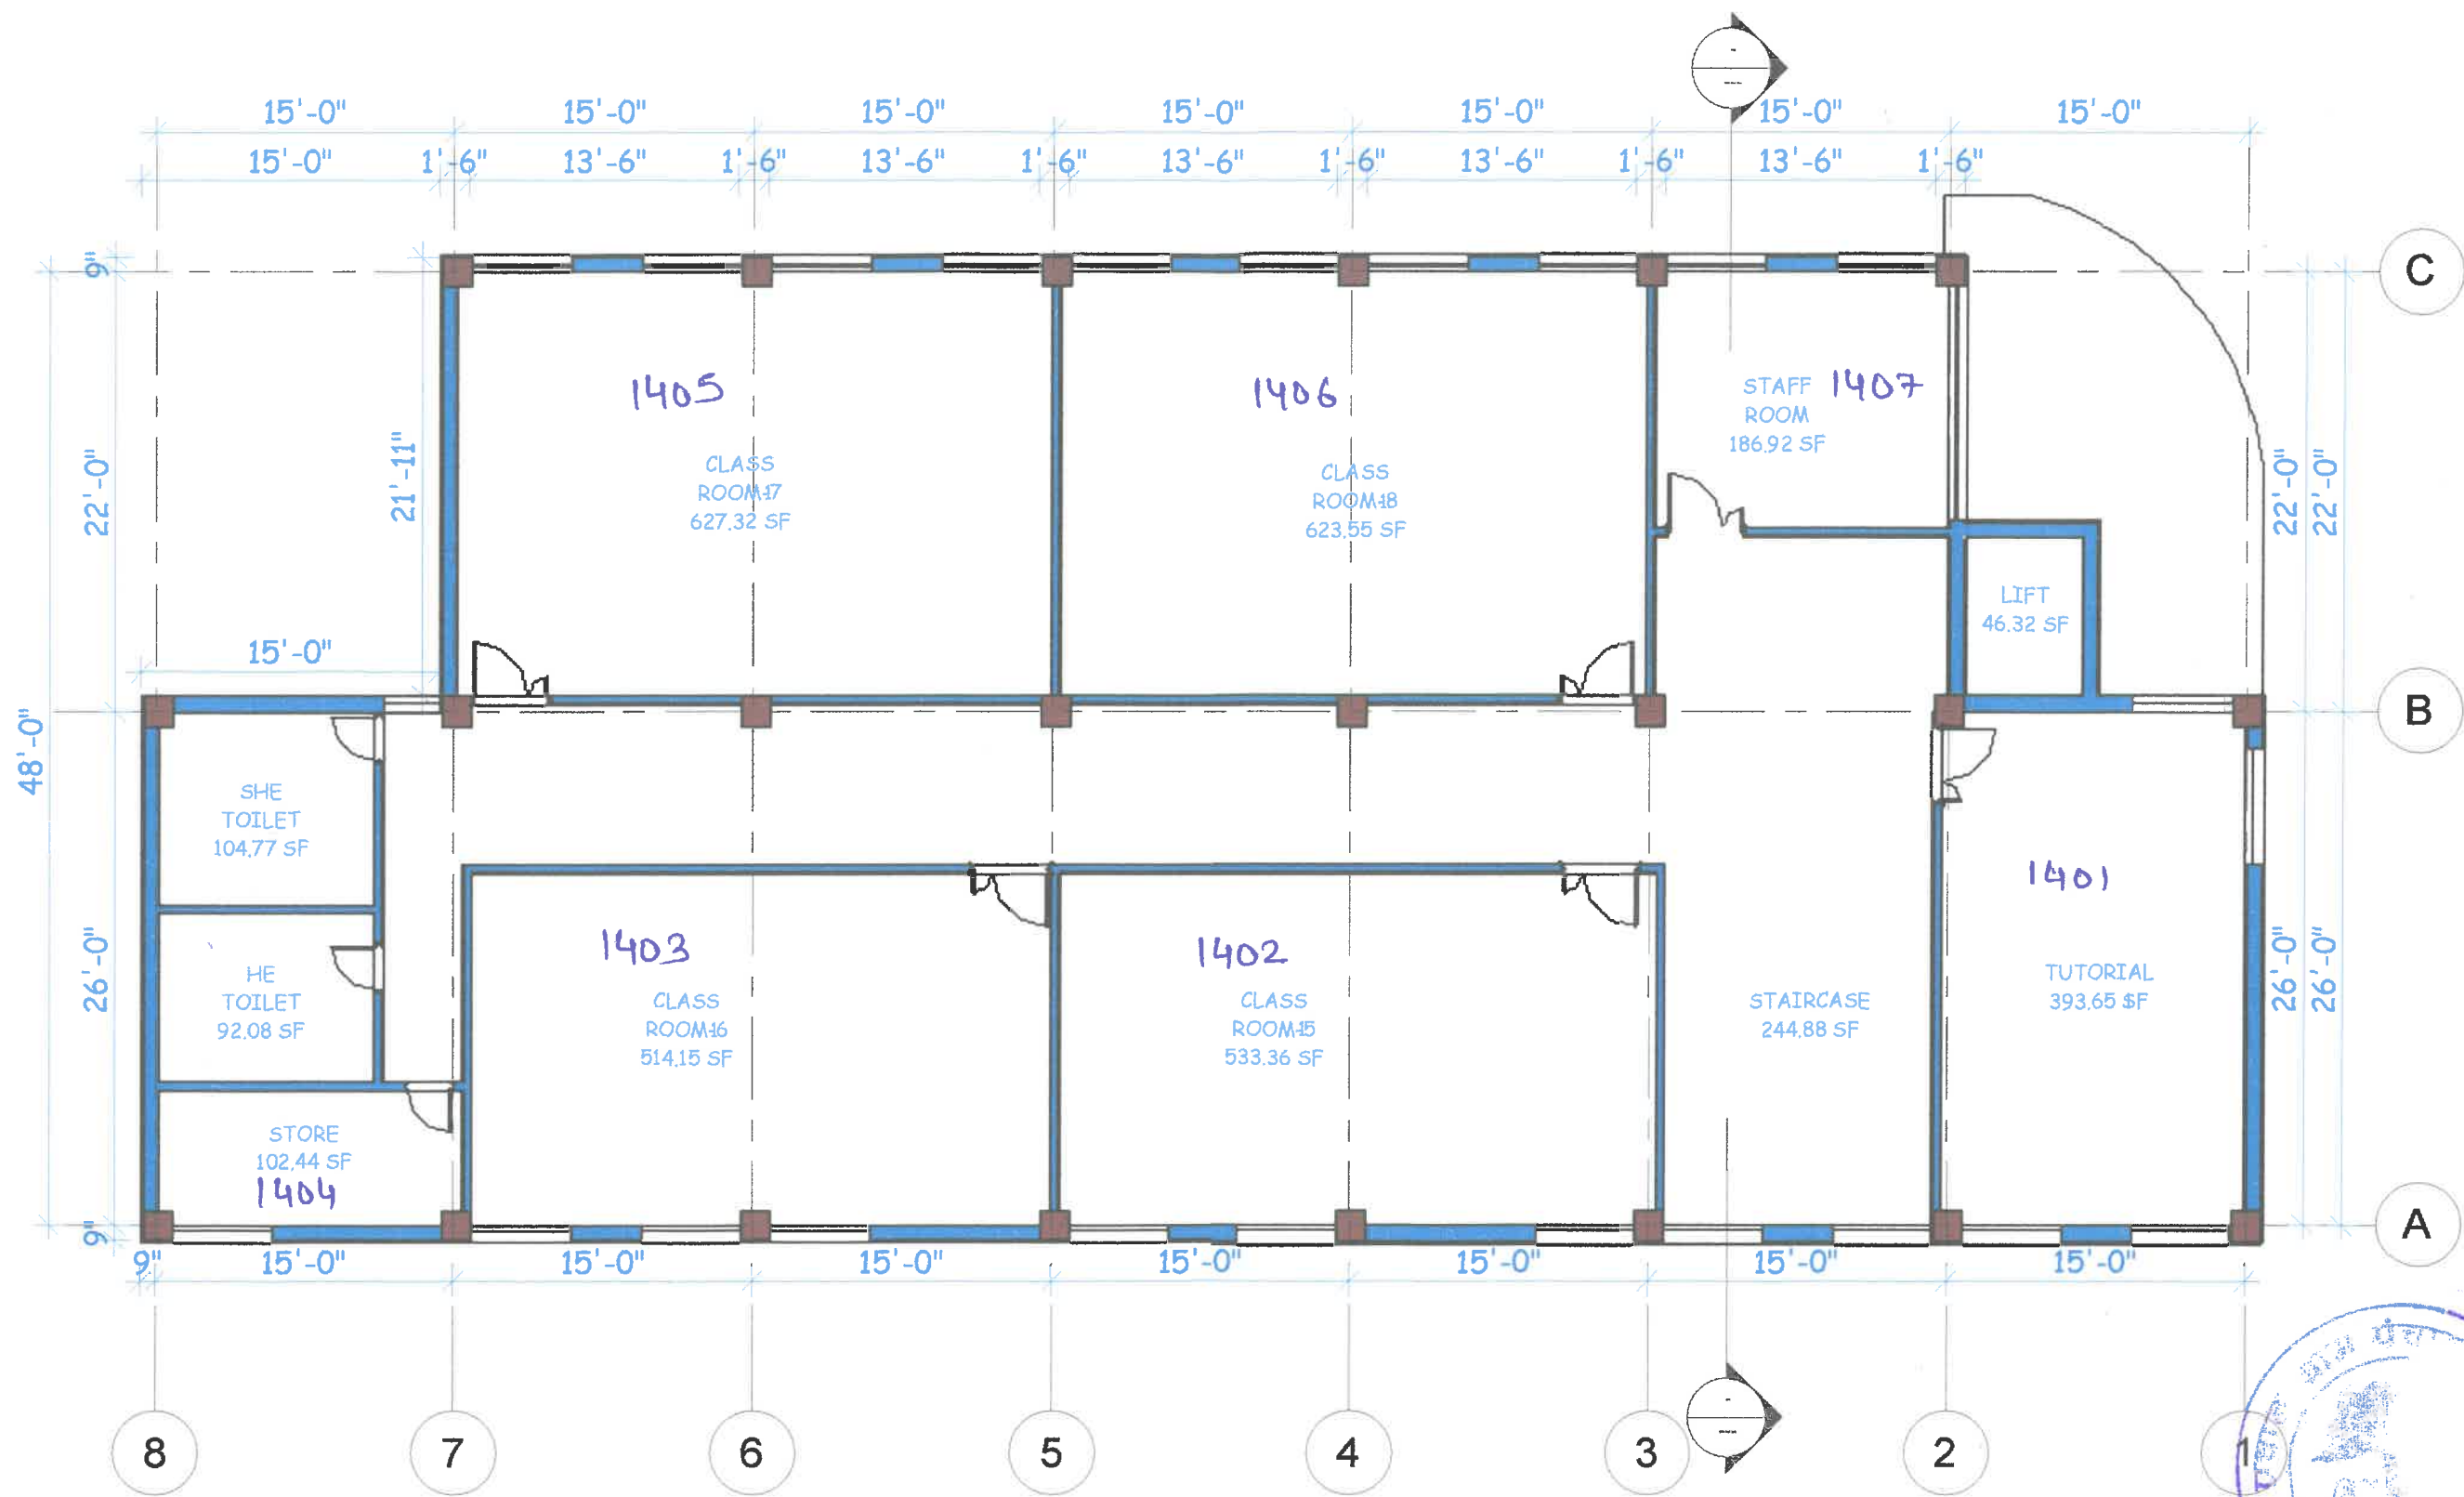 15'-0" 15'-0" 15'-0" 15'-0" 15'-0" 15'-0" 15'-0"
15'-0" 1'-6" 13'-6" 1'-6" 13'-6" 1'-6" 13'-6" 1'-6" 13'-6" 1'-6" 13'-6" 1'-6"
9"
C
1405
1406
STAFF
ROOM
186.92 SF
1407
CLASS
ROOM-17
627.32 SF
CLASS
ROOM-18
623.55 SF
22'-0"
21'-11"
22'-0"
22'-0"
LIFT
46.32 SF
15'-0"
B
48'-0"
SHE
TOILET
104.77 SF
1401
1403
1402
HE
TOILET
92.08 SF
CLASS
ROOM-16
514.15 SF
CLASS
ROOM-15
533.36 SF
STAIRCASE
244.88 SF
TUTORIAL
393.65 SF
26'-0"
26'-0"
26'-0"
STORE
102.44 SF
1404
9"
A
9" 15'-0" 15'-0" 15'-0" 15'-0" 15'-0" 15'-0" 15'-0"
8 7 6 5 4 3 2 1